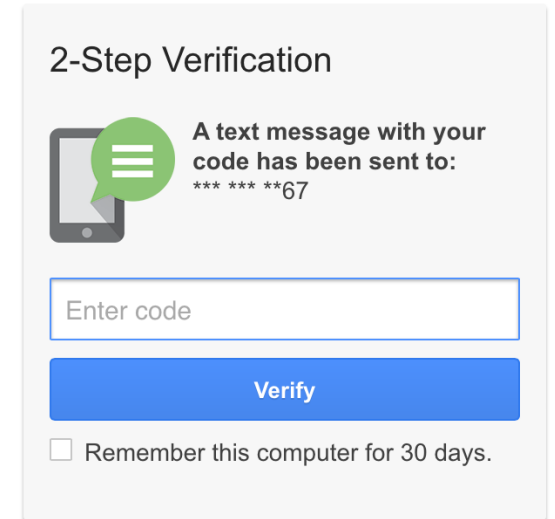 2-Step Verification
A text message with your
code has been sent to:
*** *** **67
Enter code
Verify
Remember this computer for 30 days.